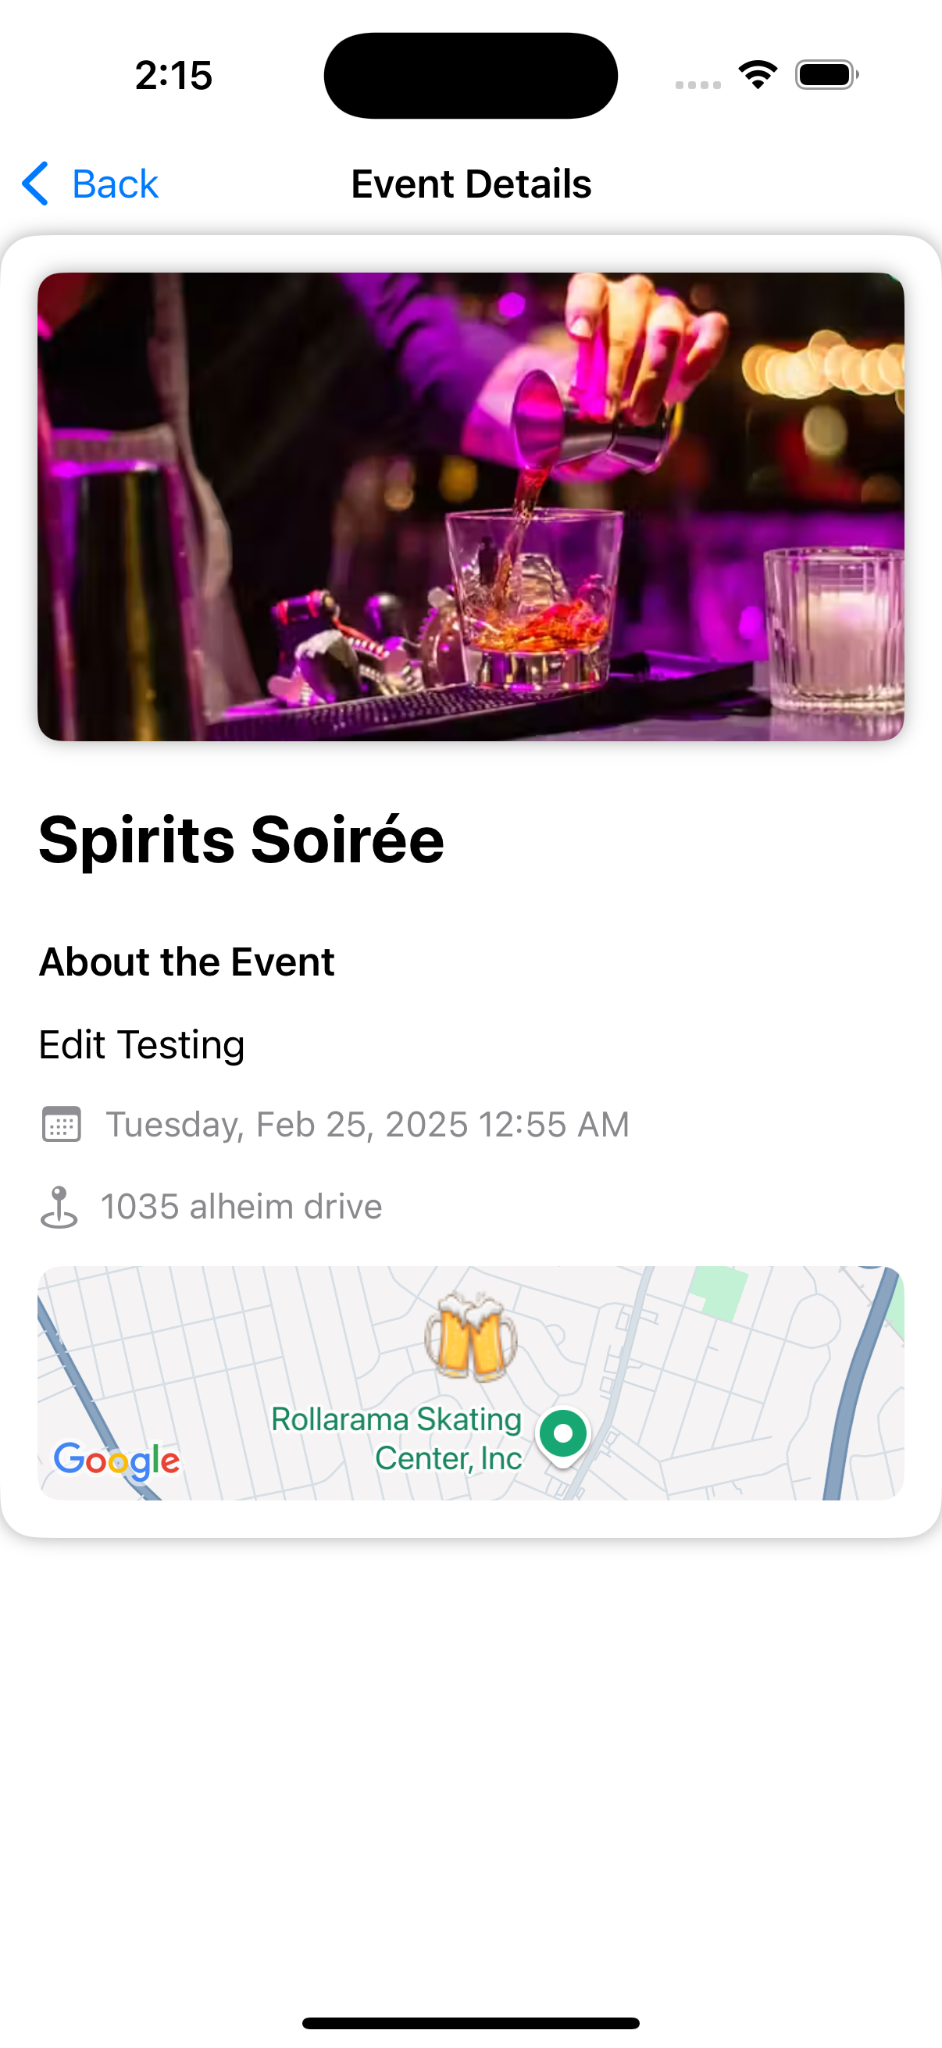 2:15
Back
Event Details
Spirits Soirée
About the Event
Edit Testing
Tuesday, Feb 25, 2025 12:55 AM
1035 alheim drive
Rollarama Skating
Center, Inc
Google